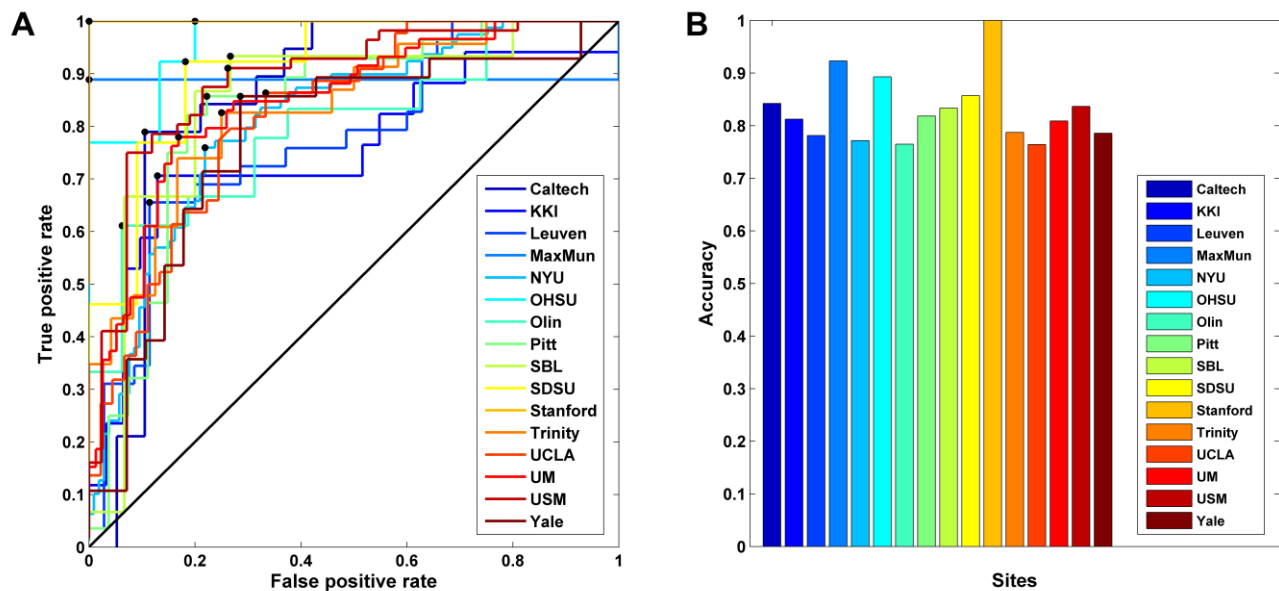 A
True positive rate
1
0.9
0.8
0.7
0.6
0.5
0.4
0.3
0.2
0.1
0
0 0.2 0.4 0.6 0.8 1
False positive rate
Caltech
KKI
Leuven
MaxMun
NYU
OHSU
Olin
Pitt
SBL
SDSU
Stanford
Trinity
UCLA
UM
USM
Yale
B
Accuracy
1
0.9
0.8
0.7
0.6
0.5
0.4
0.3
0.2
0.1
0
Sites
Caltech
KKI
Leuven
MaxMun
NYU
OHSU
Olin
Pitt
SBL
SDSU
Stanford
Trinity
UCLA
UM
USM
Yale